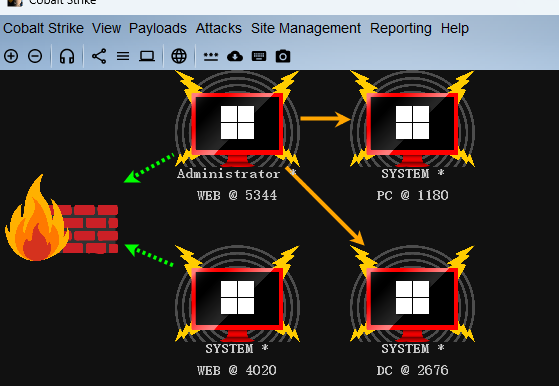 Cobalt Strike
Cobalt Strike View Payloads Attacks Site Management Reporting Help
Administrator *
WEB @ 5344
SYSTEM *
PC @ 1180
SYSTEM *
WEB @ 4020
SYSTEM *
DC @ 2676